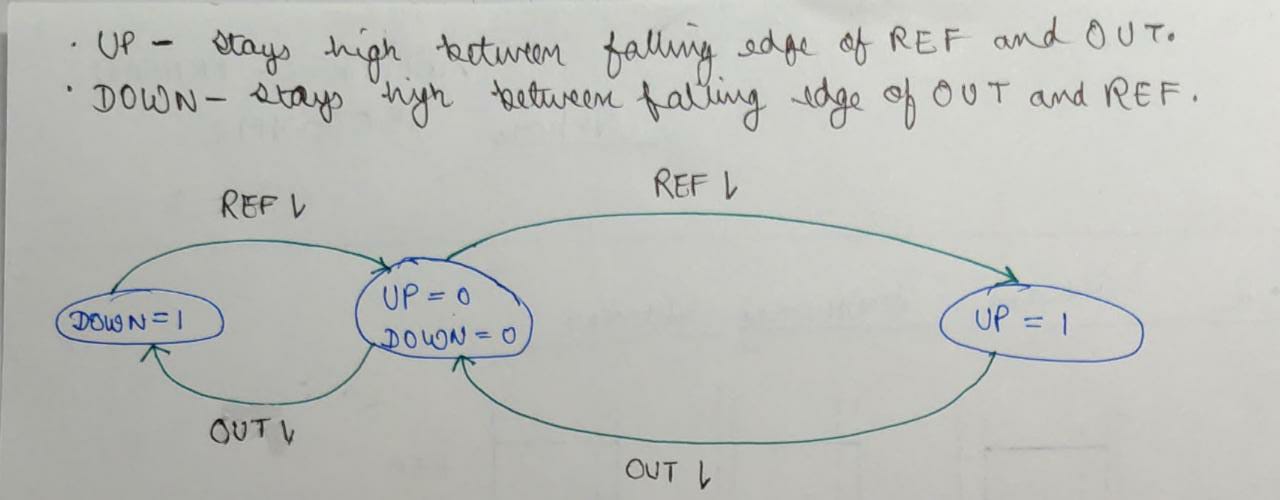 · UP - stays high between falling edge of REF and OUT.
· DOWN - stays high between falling edge of OUT and REF.
REF ↓
REF ↓
DOWN = 1
UP = 0
DOWN = 0
UP = 1
OUT ↓
OUT ↓